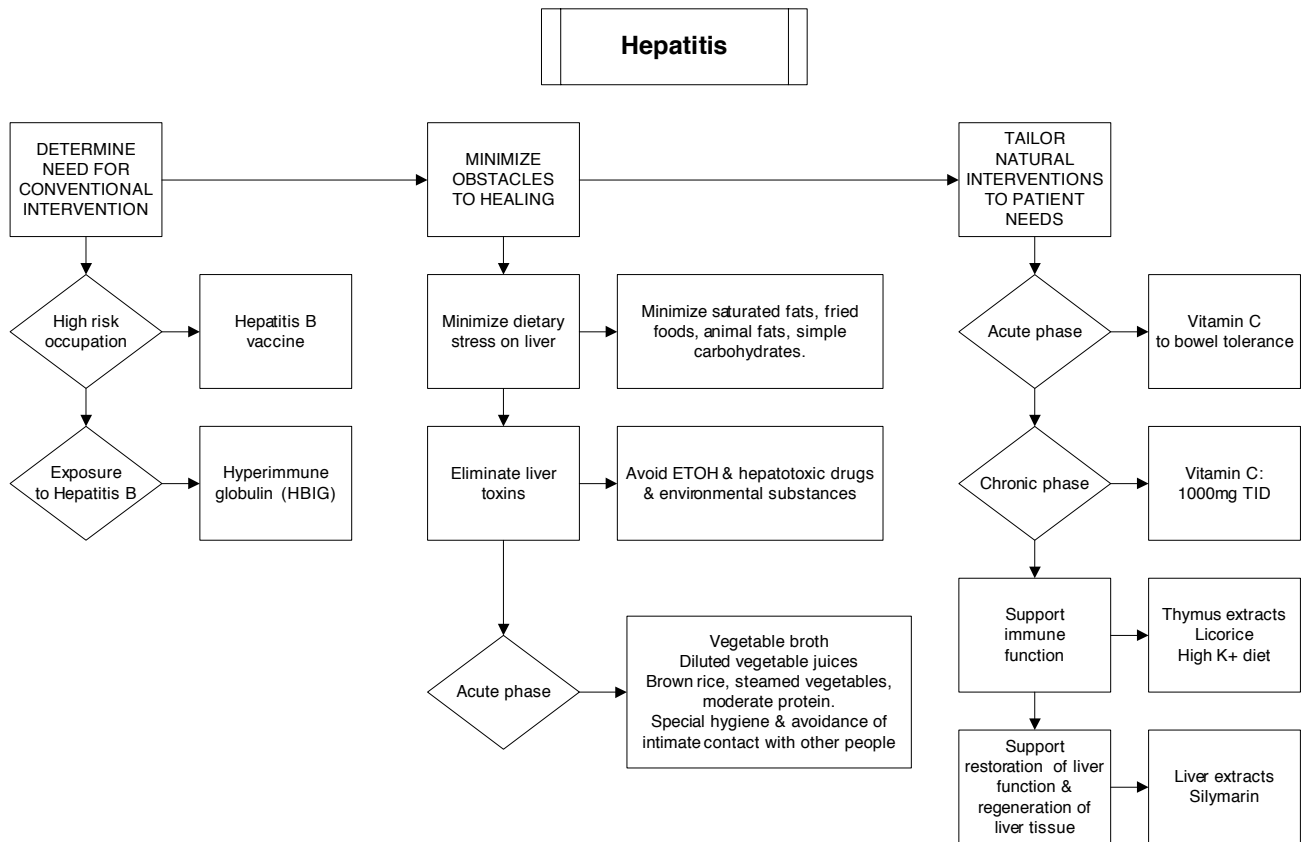 Hepatitis
DETERMINE
NEED FOR
CONVENTIONAL
INTERVENTION
MINIMIZE
OBSTACLES
TO HEALING
TAILOR
NATURAL
INTERVENTIONS
TO PATIENT
NEEDS
High risk
occupation
Hepatitis B
vaccine
Minimize dietary
stress on liver
Minimize saturated fats, fried
foods, animal fats, simple
carbohydrates.
Acute phase
Vitamin C
to bowel tolerance
Exposure
to Hepatitis B
Hyperimmune
globulin (HBIG)
Eliminate liver
toxins
Avoid ETOH & hepatotoxic drugs
& environmental substances
Chronic phase
Vitamin C:
1000mg TID
Acute phase
Vegetable broth
Diluted vegetable juices
Brown rice, steamed vegetables,
moderate protein.
Special hygiene & avoidance of
intimate contact with other people
Support
immune
function
Thymus extracts
Licorice
High K+ diet
Support
restoration of liver
function &
regeneration of
liver tissue
Liver extracts
Silymarin